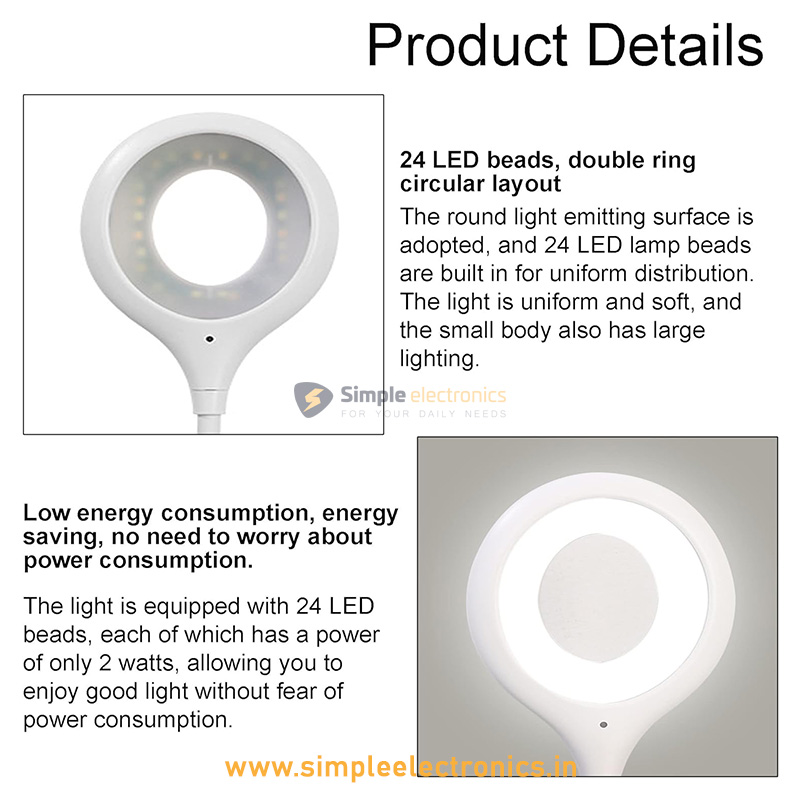 Product Details
24 LED beads, double ring
circular layout
The round light emitting surface is
adopted, and 24 LED lamp beads
are built in for uniform distribution.
The light is uniform and soft, and
the small body also has large
lighting.
Simple electronics
FOR YOUR DAILY NEEDS
Low energy consumption, energy
saving, no need to worry about
power consumption.
The light is equipped with 24 LED
beads, each of which has a power
of only 2 watts, allowing you to
enjoy good light without fear of
power consumption.
www.simpleelectronics.in